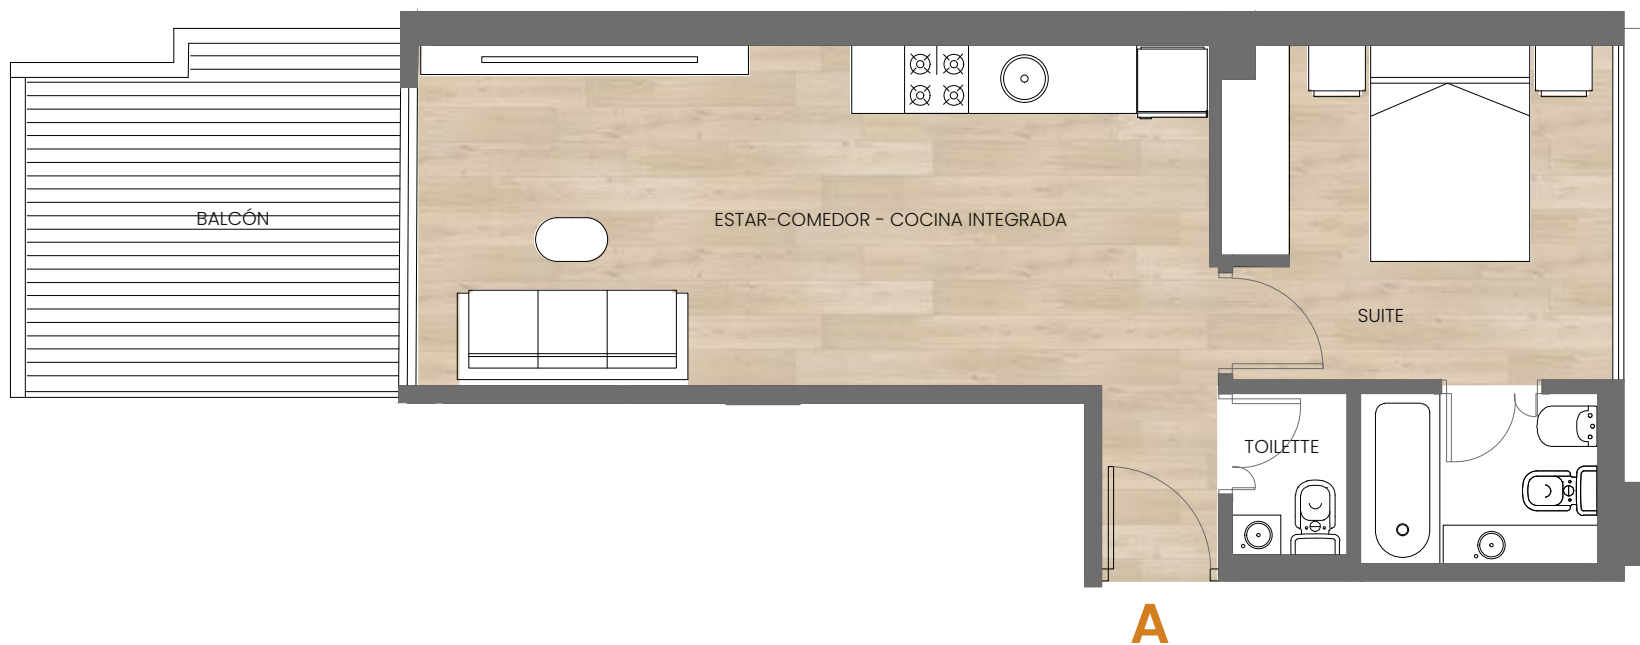 BALCÓN
ESTAR-COMEDOR - COCINA INTEGRADA
SUITE
TOILETTE
A